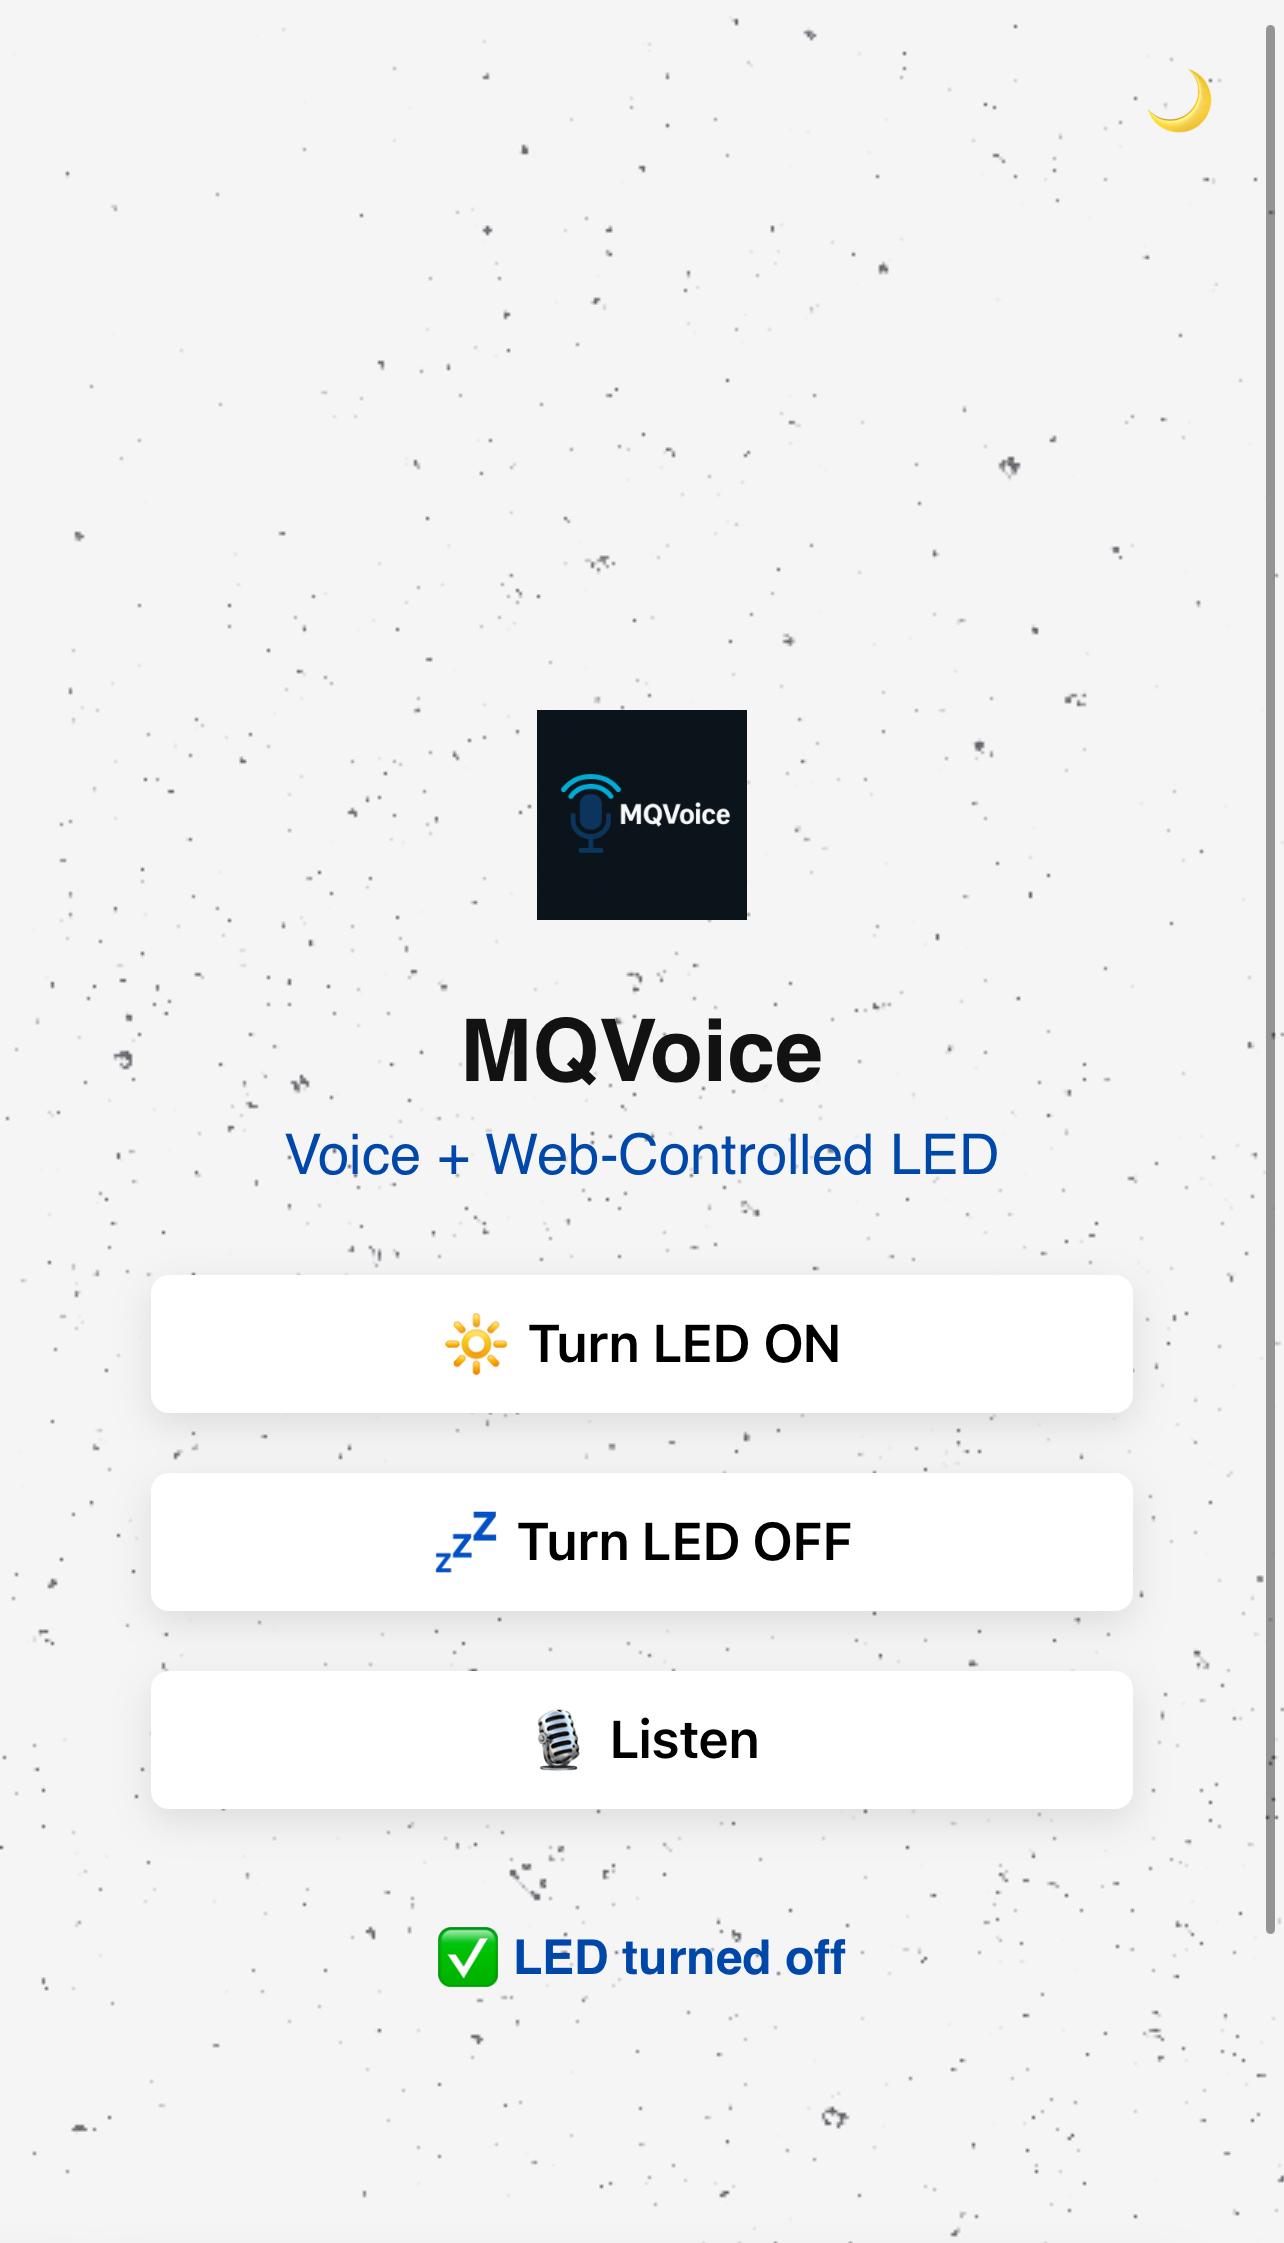 MQVoice
MQVoice
Voice + Web-Controlled LED
🔆 Turn LED ON
💤 Turn LED OFF
🎙️ Listen
✅ LED turned off